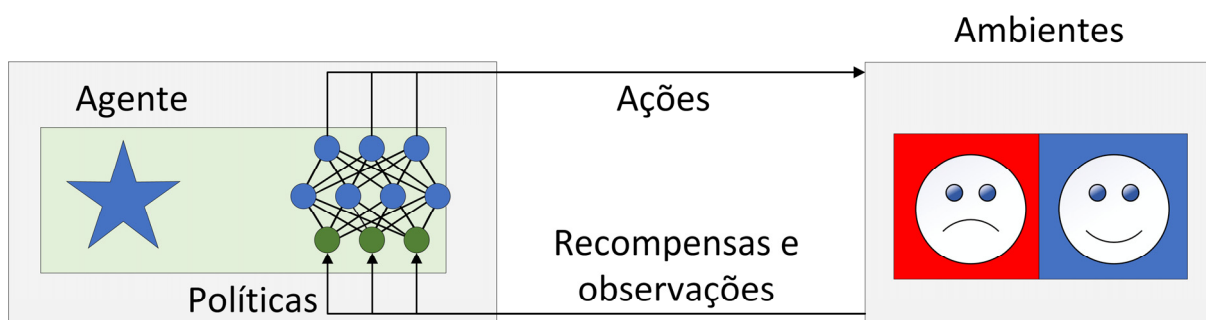 Ambientes
Agente
Ações
Recompensas e
observações
Políticas